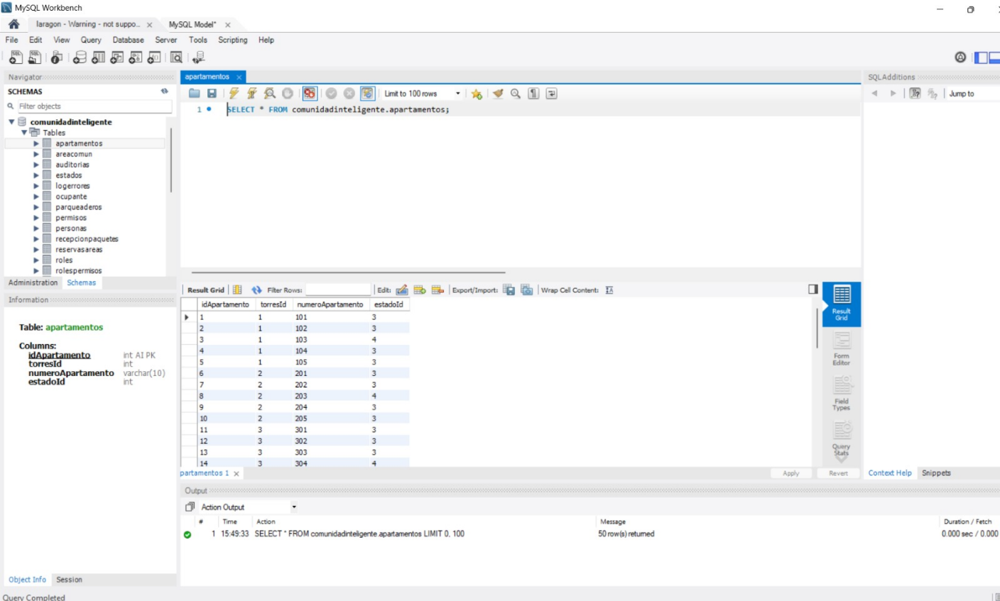 MySQL Workbench
laragon - Warning - not suppo... × MySQL Model* ×
File Edit View Query Database Server Tools Scripting Help
Navigator
SCHEMAS
Filter objects
comunidadinteligente
Tables
apartamentos
areacomun
auditorias
estados
logerrores
ocupante
parqueaderos
permisos
personas
recepcionpaquetes
reservasareas
roles
rolespermisos
Administration Schemas
Information
Table: apartamentos
Columns:
idApartamento int AI PK
torresId int
numeroApartamento varchar(10)
estadoId int
Object Info Session
Query Completed
apartamentos ×
Limit to 100 rows
1 SELECT * FROM comunidadinteligente.apartamentos;
Result Grid Filter Rows: Edit: Export/Import: Wrap Cell Content:
idApartamento torresId numeroApartamento estadoId
1 1 101 3
2 1 102 3
3 1 103 4
4 1 104 3
5 1 105 3
6 2 201 3
7 2 202 3
8 2 203 4
9 2 204 3
10 2 205 3
11 3 301 3
12 3 302 3
13 3 303 3
14 3 304 4
Result
Grid
Form
Editor
Field
Types
Query
Stats
partamentos 1 × Apply Revert
Output
Action Output
# Time Action Message Duration / Fetch
1 15:49:33 SELECT * FROM comunidadinteligente.apartamentos LIMIT 0, 100 50 row(s) returned 0.000 sec / 0.000
SQLAdditions
Jump to
Context Help Snippets